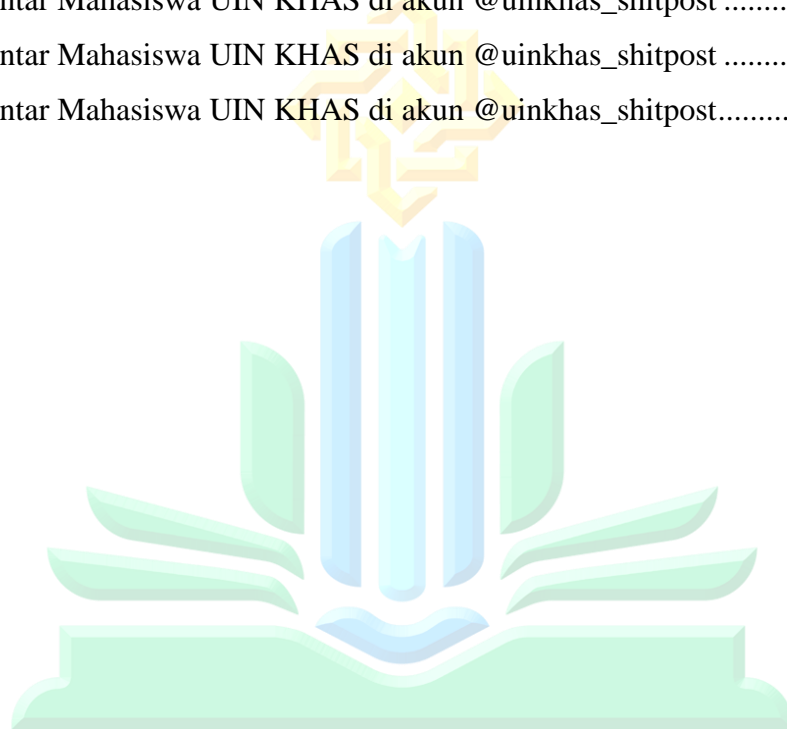 ntar Mahasiswa UIN KHAS di akun @uinkhas_shitpost ........
ntar Mahasiswa UIN KHAS di akun @uinkhas_shitpost ........
ntar Mahasiswa UIN KHAS di akun @uinkhas_shitpost.........